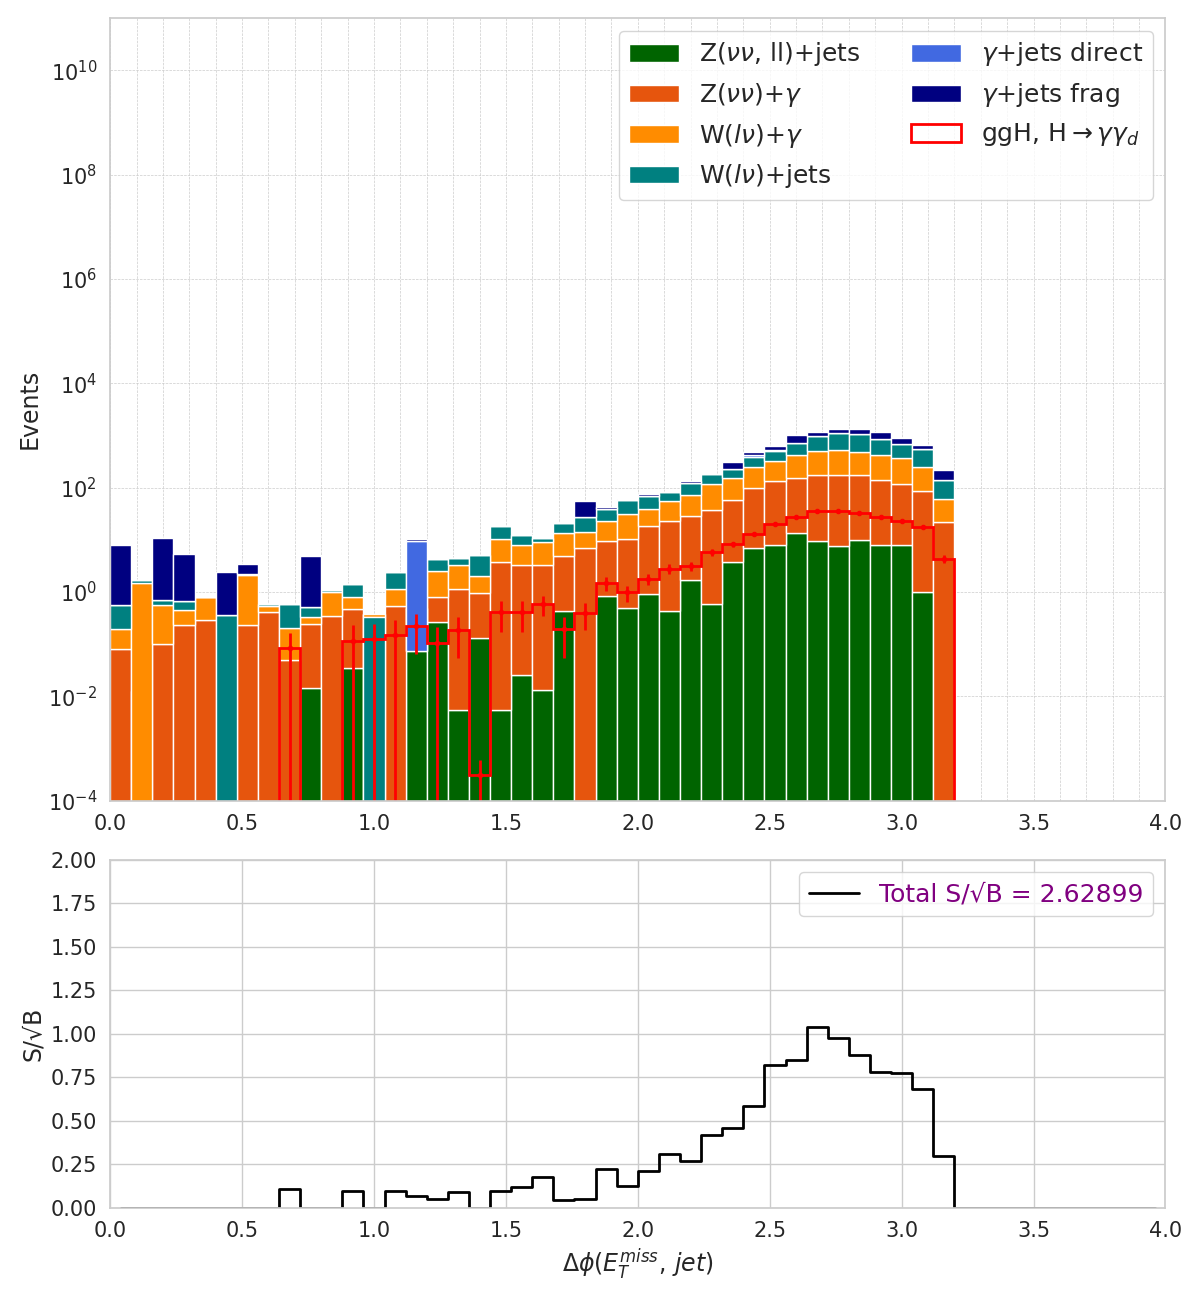 Z(νν, ll)+jets
Z(νν)+γ
W(lν)+γ
W(lν)+jets
γ+jets direct
γ+jets frag
ggH, H→γγ_d
10^10
10^8
10^6
10^4
10^2
10^0
10^−2
10^−4
Events
0.0 0.5 1.0 1.5 2.0 2.5 3.0 3.5 4.0
Total S/√B = 2.62899
2.00
1.75
1.50
1.25
1.00
0.75
0.50
0.25
0.00
S/√B
0.0 0.5 1.0 1.5 2.0 2.5 3.0 3.5 4.0
Δϕ(E_T^miss, jet)